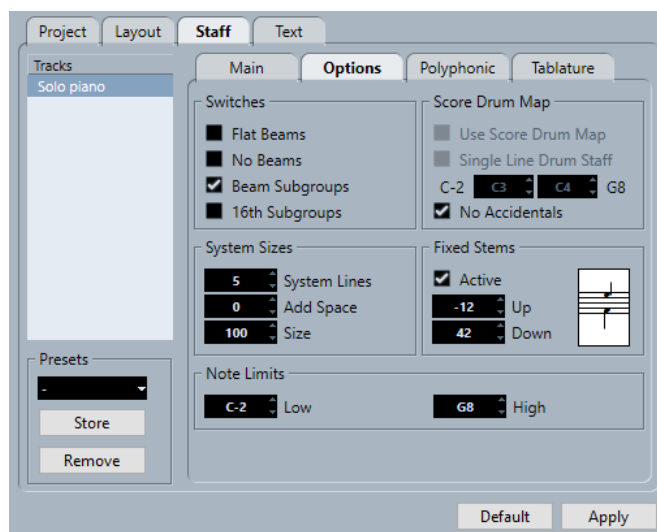 Project Layout Staff Text
Tracks
Solo piano
Main Options Polyphonic Tablature
Switches
Flat Beams
No Beams
Beam Subgroups
16th Subgroups
Score Drum Map
Use Score Drum Map
Single Line Drum Staff
C-2 C3 C4 G8
No Accidentals
System Sizes
5 System Lines
0 Add Space
100 Size
Fixed Stems
Active
-12 Up
42 Down
Presets
-
Store
Remove
Note Limits
C-2 Low G8 High
Default Apply